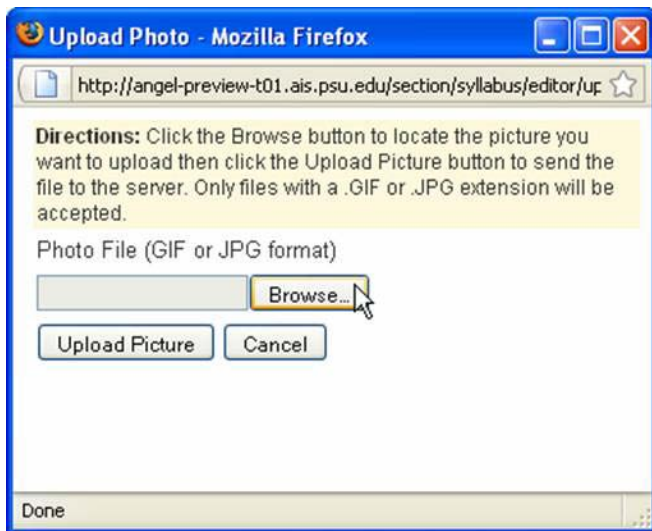 Upload Photo - Mozilla Firefox
http://angel-preview-t01.ais.psu.edu/section/syllabus/editor/up
Directions: Click the Browse button to locate the picture you
want to upload then click the Upload Picture button to send the
file to the server. Only files with a .GIF or .JPG extension will be
accepted.
Photo File (GIF or JPG format)
Browse...
Upload Picture Cancel
Done